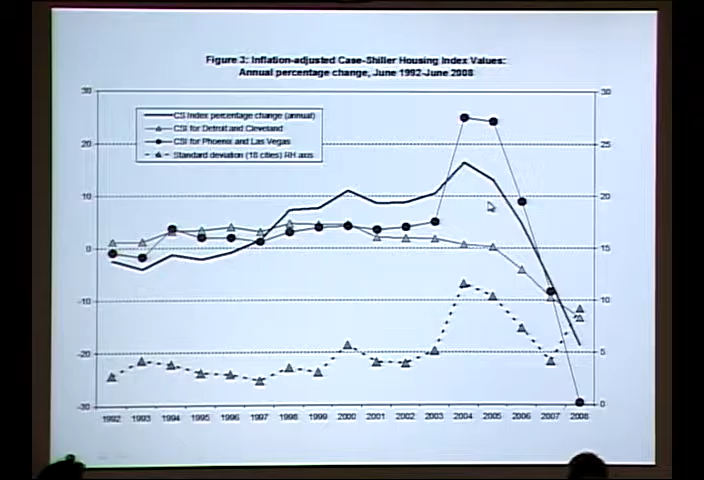 Figure 3: Inflation-adjusted Case-Shiller Housing Index Values:
Annual percentage change, June 1992-June 2008
30
20
10
0
-10
-20
-30
CS Index percentage change (annual)
CSI for Detroit and Cleveland
CSI for Phoenix and Las Vegas
Standard deviation (18 cities) RH axis
30
25
20
15
10
5
0
1992 1993 1994 1995 1996 1997 1998 1999 2000 2001 2002 2003 2004 2005 2006 2007 2008